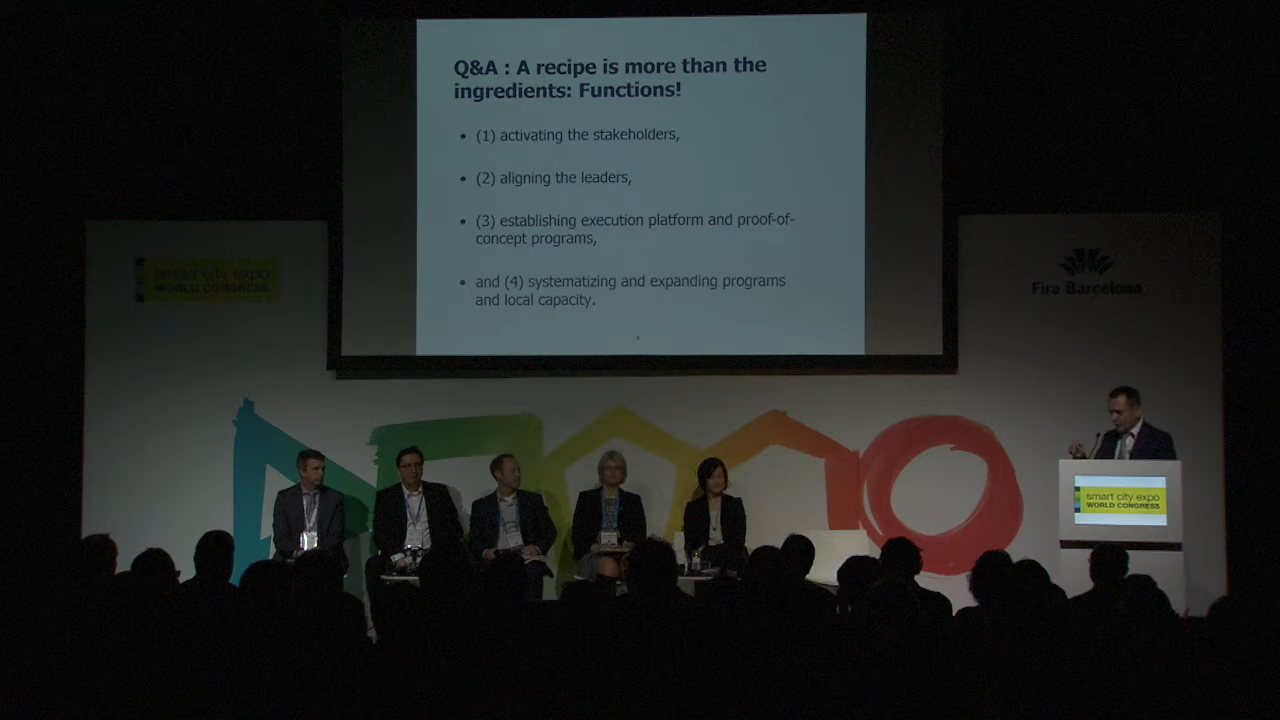 Q&A : A recipe is more than the
ingredients: Functions!
• (1) activating the stakeholders,
• (2) aligning the leaders,
• (3) establishing execution platform and proof-of-
concept programs,
• and (4) systematizing and expanding programs
and local capacity.
smart city expo
WORLD CONGRESS
Fira Barcelona
smart city expo
WORLD CONGRESS